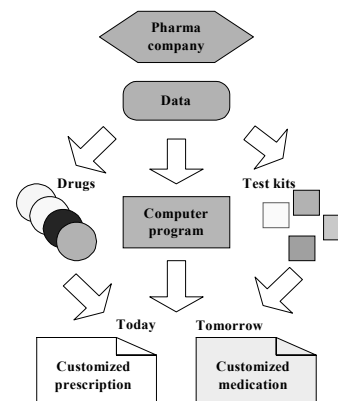 Pharma
company
Data
Drugs
Test kits
Computer
program
Today
Tomorrow
Customized
prescription
Customized
medication